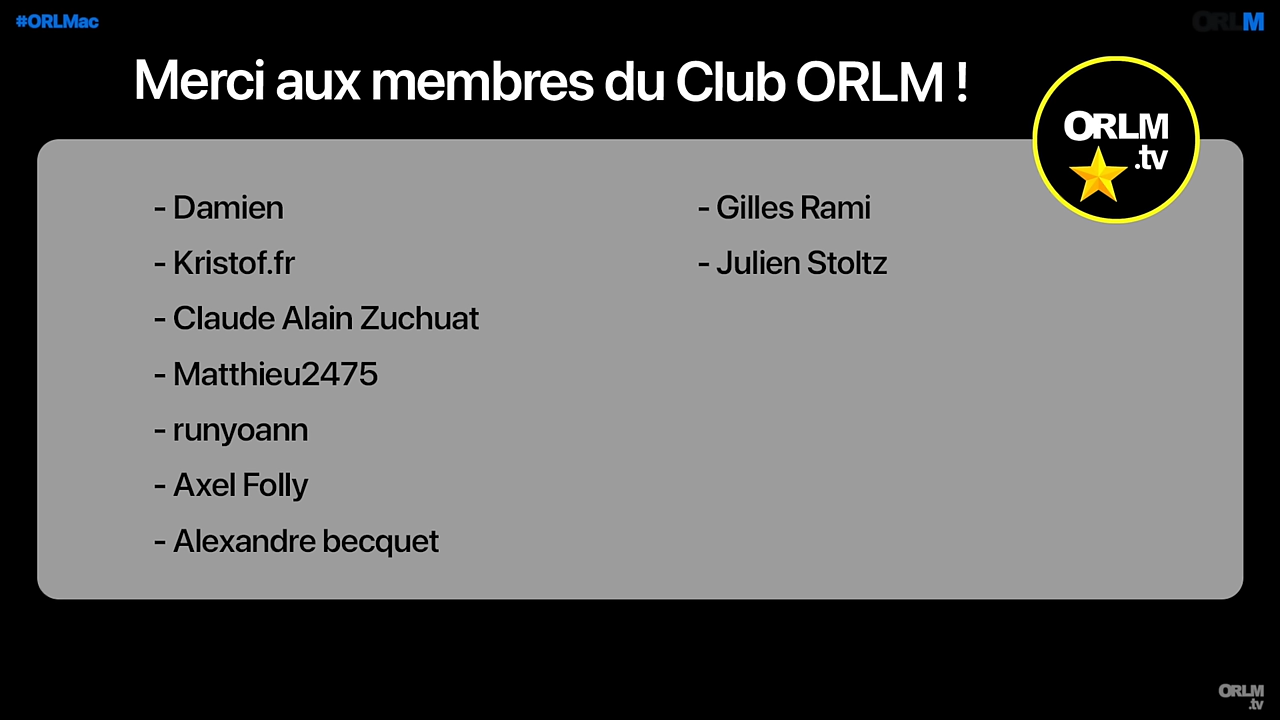 #ORLMac
ORLM
Merci aux membres du Club ORLM !
ORLM
.tv
- Damien
- Kristof.fr
- Claude Alain Zuchuat
- Matthieu2475
- runyoann
- Axel Folly
- Alexandre becquet
- Gilles Rami
- Julien Stoltz
ORLM
.tv